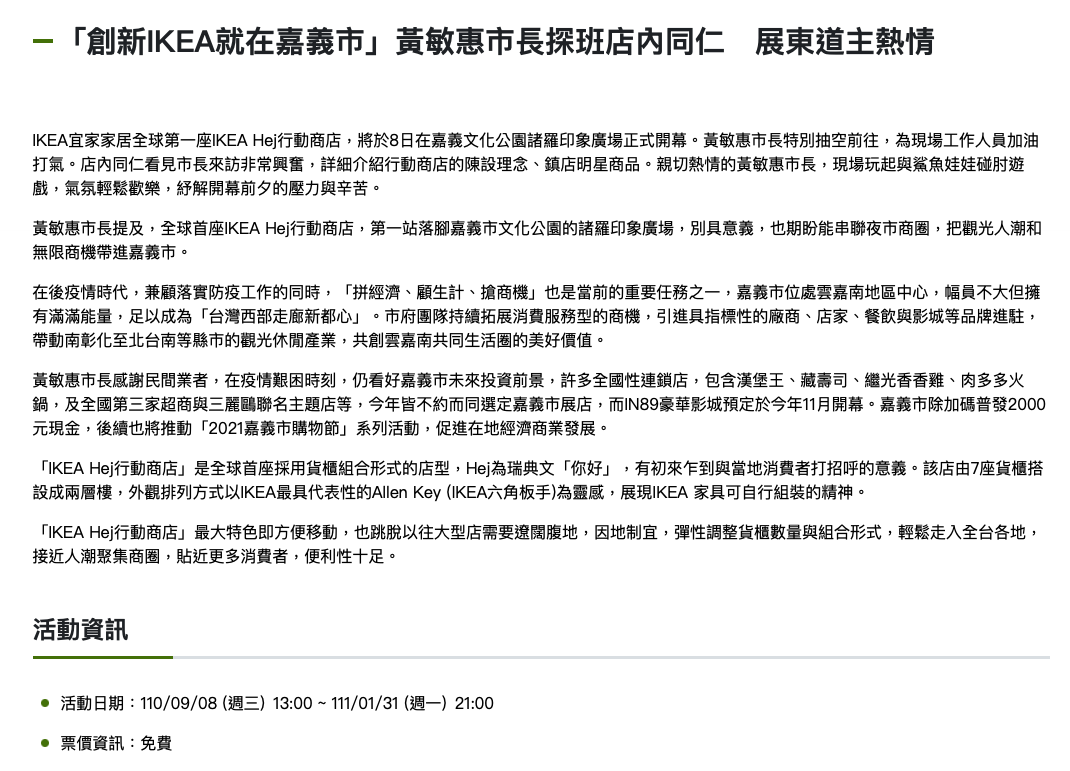 「創新IKEA就在嘉義市」黃敏惠市長探班店內同仁　展東道主熱情
IKEA宜家家居全球第一座IKEA Hej行動商店，將於8日在嘉義文化公園諸羅印象廣場正式開幕。黃敏惠市長特別抽空前往，為現場工作人員加油
打氣。店內同仁看見市長來訪非常興奮，詳細介紹行動商店的陳設理念、鎮店明星商品。親切熱情的黃敏惠市長，現場玩起與鯊魚娃娃碰肘遊
戲，氣氛輕鬆歡樂，紓解開幕前夕的壓力與辛苦。
黃敏惠市長提及，全球首座IKEA Hej行動商店，第一站落腳嘉義市文化公園的諸羅印象廣場，別具意義，也期盼能串聯夜市商圈，把觀光人潮和
無限商機帶進嘉義市。
在後疫情時代，兼顧落實防疫工作的同時，「拼經濟、顧生計、搶商機」也是當前的重要任務之一，嘉義市位處雲嘉南地區中心，幅員不大但擁
有滿滿能量，足以成為「台灣西部走廊新都心」。市府團隊持續拓展消費服務型的商機，引進具指標性的廠商、店家、餐飲與影城等品牌進駐，
帶動南彰化至北台南等縣市的觀光休閒產業，共創雲嘉南共同生活圈的美好價值。
黃敏惠市長感謝民間業者，在疫情艱困時刻，仍看好嘉義市未來投資前景，許多全國性連鎖店，包含漢堡王、藏壽司、繼光香香雞、肉多多火
鍋，及全國第三家超商與三麗鷗聯名主題店等，今年皆不約而同選定嘉義市展店，而IN89豪華影城預定於今年11月開幕。嘉義市除加碼普發2000
元現金，後續也將推動「2021嘉義市購物節」系列活動，促進在地經濟商業發展。
「IKEA Hej行動商店」是全球首座採用貨櫃組合形式的店型，Hej為瑞典文「你好」，有初來乍到與當地消費者打招呼的意義。該店由7座貨櫃搭
設成兩層樓，外觀排列方式以IKEA最具代表性的Allen Key (IKEA六角板手)為靈感，展現IKEA 家具可自行組裝的精神。
「IKEA Hej行動商店」最大特色即方便移動，也跳脫以往大型店需要遼闊腹地，因地制宜，彈性調整貨櫃數量與組合形式，輕鬆走入全台各地，
接近人潮聚集商圈，貼近更多消費者，便利性十足。
活動資訊
活動日期：110/09/08 (週三) 13:00 ~ 111/01/31 (週一) 21:00
票價資訊：免費